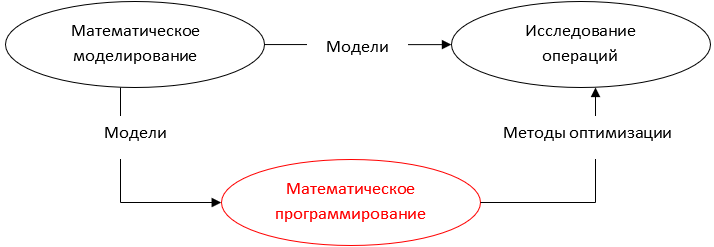 Математическое
моделирование
Модели
Исследование
операций
Модели
Методы оптимизации
Математическое
программирование